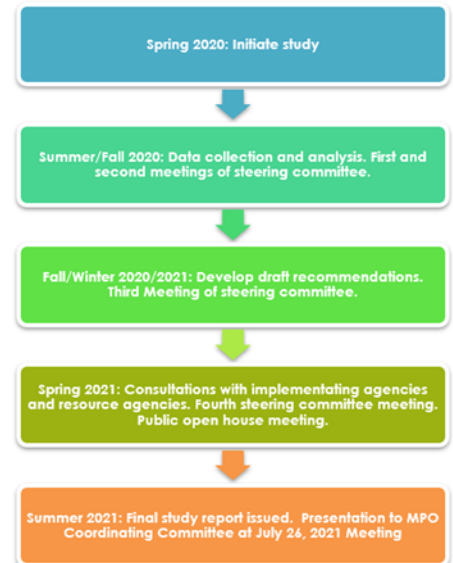 Spring 2020: Initiate study
Summer/Fall 2020: Data collection and analysis. First and
second meetings of steering committee.
Fall/Winter 2020/2021: Develop draft recommendations.
Third Meeting of steering committee.
Spring 2021: Consultations with implementating agencies
and resource agencies. Fourth steering committee meeting.
Public open house meeting.
Summer 2021: Final study report issued.  Presentation to MPO
Coordinating Committee at July 26, 2021 Meeting